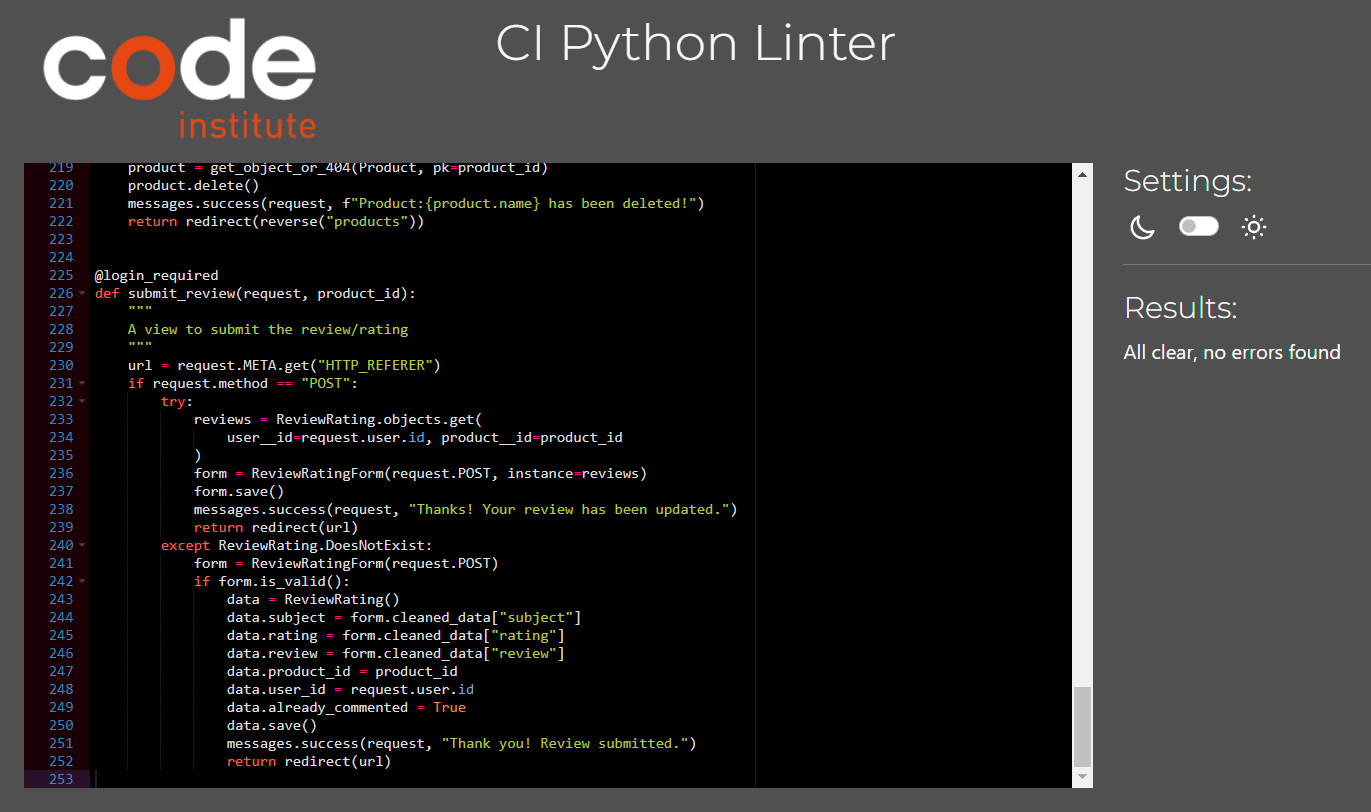 code
institute
CI Python Linter
219 product = get_object_or_404(Product, pk=product_id)
220 product.delete()
221 messages.success(request, f"Product:{product.name} has been deleted!")
222 return redirect(reverse("products"))
223
224
225 @login_required
226 def submit_review(request, product_id):
227 """
228 A view to submit the review/rating
229 """
230 url = request.META.get("HTTP_REFERER")
231 if request.method == "POST":
232 try:
233 reviews = ReviewRating.objects.get(
234 user__id=request.user.id, product__id=product_id
235 )
236 form = ReviewRatingForm(request.POST, instance=reviews)
237 form.save()
238 messages.success(request, "Thanks! Your review has been updated.")
239 return redirect(url)
240 except ReviewRating.DoesNotExist:
241 form = ReviewRatingForm(request.POST)
242 if form.is_valid():
243 data = ReviewRating()
244 data.subject = form.cleaned_data["subject"]
245 data.rating = form.cleaned_data["rating"]
246 data.review = form.cleaned_data["review"]
247 data.product_id = product_id
248 data.user_id = request.user.id
249 data.already_commented = True
250 data.save()
251 messages.success(request, "Thank you! Review submitted.")
252 return redirect(url)
253
Settings:
Results:
All clear, no errors found